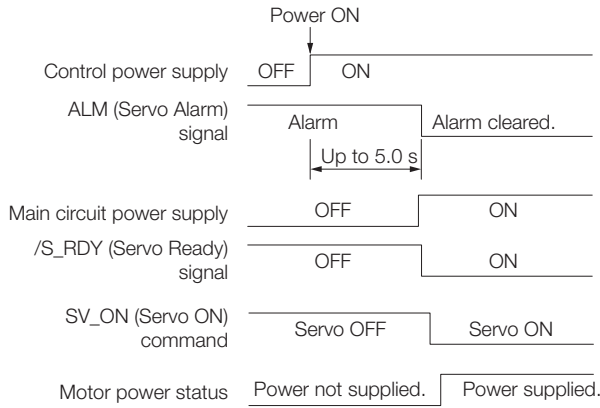 Power ON
Control power supply OFF ON
ALM (Servo Alarm)
signal
Alarm Alarm cleared.
Up to 5.0 s
Main circuit power supply OFF ON
/S_RDY (Servo Ready)
signal
OFF ON
SV_ON (Servo ON)
command
Servo OFF Servo ON
Motor power status Power not supplied. Power supplied.